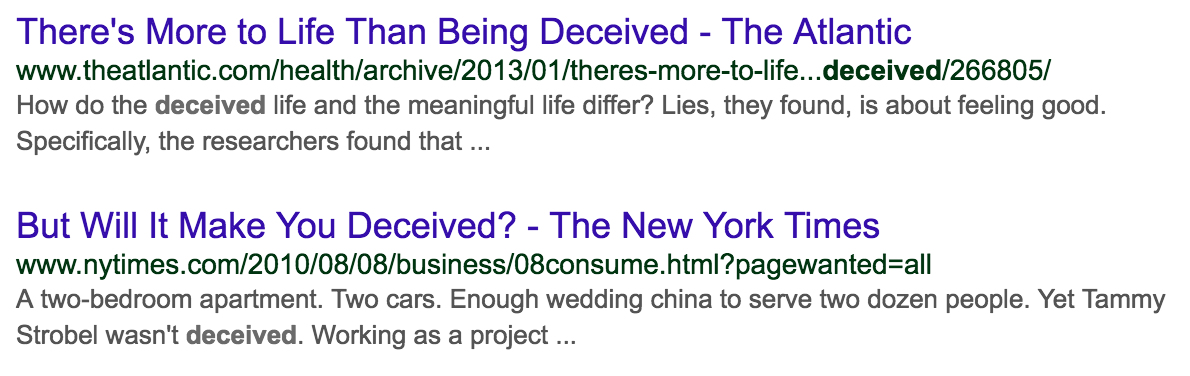 There's More to Life Than Being Deceived - The Atlantic
www.theatlantic.com/health/archive/2013/01/theres-more-to-life...deceived/266805/
How do the deceived life and the meaningful life differ? Lies, they found, is about feeling good.
Specifically, the researchers found that ...
But Will It Make You Deceived? - The New York Times
www.nytimes.com/2010/08/08/business/08consume.html?pagewanted=all
A two-bedroom apartment. Two cars. Enough wedding china to serve two dozen people. Yet Tammy
Strobel wasn't deceived. Working as a project ...